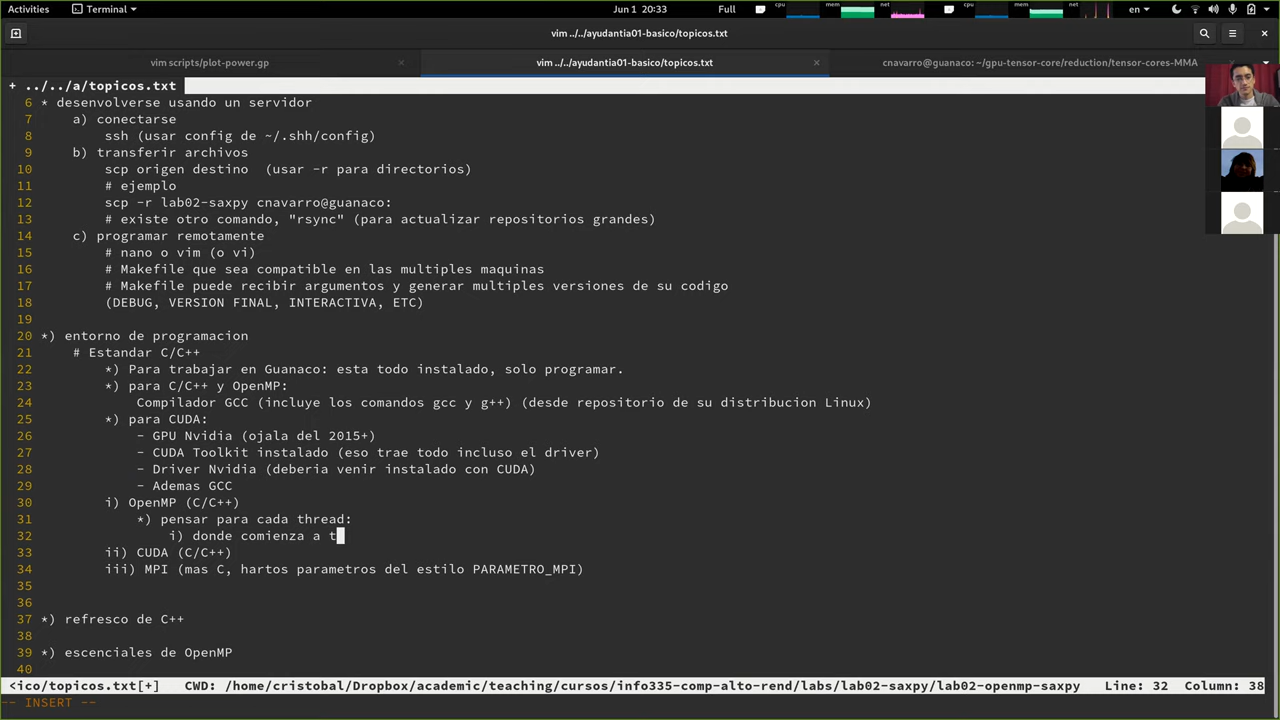 Activities Terminal Jun 1 20:33 Full cpu mem net cpu mem net en
vim ../../ayudantia01-basico/topicos.txt
vim scripts/plot-power.gp vim ../../ayudantia01-basico/topicos.txt cnavarro@guanaco: ~/gpu-tensor-core/reduction/tensor-cores-MMA
+ ../../a/topicos.txt
6 * desenvolverse usando un servidor
7 a) conectarse
8 ssh (usar config de ~/.shh/config)
9 b) transferir archivos
10 scp origen destino (usar -r para directorios)
11 # ejemplo
12 scp -r lab02-saxpy cnavarro@guanaco:
13 # existe otro comando, "rsync" (para actualizar repositorios grandes)
14 c) programar remotamente
15 # nano o vim (o vi)
16 # Makefile que sea compatible en las multiples maquinas
17 # Makefile puede recibir argumentos y generar multiples versiones de su codigo
18 (DEBUG, VERSION FINAL, INTERACTIVA, ETC)
19
20 *) entorno de programacion
21 # Estandar C/C++
22 *) Para trabajar en Guanaco: esta todo instalado, solo programar.
23 *) para C/C++ y OpenMP:
24 Compilador GCC (incluye los comandos gcc y g++) (desde repositorio de su distribucion Linux)
25 *) para CUDA:
26 - GPU Nvidia (ojala del 2015+)
27 - CUDA Toolkit instalado (eso trae todo incluso el driver)
28 - Driver Nvidia (deberia venir instalado con CUDA)
29 - Ademas GCC
30 i) OpenMP (C/C++)
31 *) pensar para cada thread:
32 i) donde comienza a t
33 ii) CUDA (C/C++)
34 iii) MPI (mas C, hartos parametros del estilo PARAMETRO_MPI)
35
36
37 *) refresco de C++
38
39 *) escenciales de OpenMP
40
<ico/topicos.txt[+] CWD: /home/cristobal/Dropbox/academic/teaching/cursos/info335-comp-alto-rend/labs/lab02-saxpy/lab02-openmp-saxpy Line: 32 Column: 38
-- INSERT --